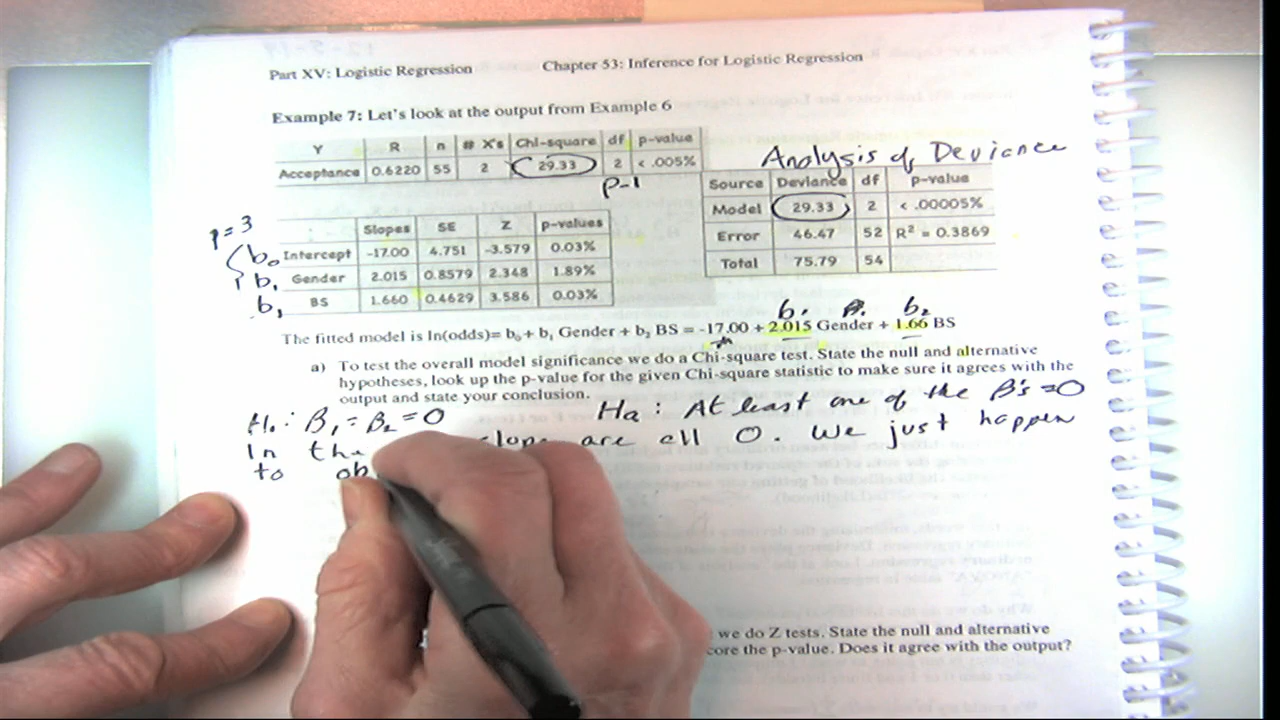 Part XV: Logistic Regression Chapter 53: Inference for Logistic Regression
Example 7: Let's look at the output from Example 6
Y R n # X's Chi-square df p-value
Acceptance 0.6220 55 2 29.33 2 < .005%
p-1
Analysis of Deviance
Source Deviance df p-value
Model 29.33 2 < .00005%
Error 46.47 52 R² = 0.3869
Total 75.79 54
p=3
Slopes SE Z p-values
b₀ Intercept -17.00 4.751 -3.579 0.03%
b₁ Gender 2.015 0.8579 2.348 1.89%
b₁ BS 1.660 0.4629 3.586 0.03%
b₁ b₂
The fitted model is ln(odds)= b₀ + b₁ Gender + b₂ BS = -17.00 + 2.015 Gender + 1.66 BS
a) To test the overall model significance we do a Chi-square test. State the null and alternative
hypotheses, look up the p-value for the given Chi-square statistic to make sure it agrees with the
output and state your conclusion.
H₀: B₁ = B₂ = 0 Ha: At least one of the B's = 0
In the slope are all 0. We just happen
to ob
we do Z tests. State the null and alternative
core the p-value. Does it agree with the output?